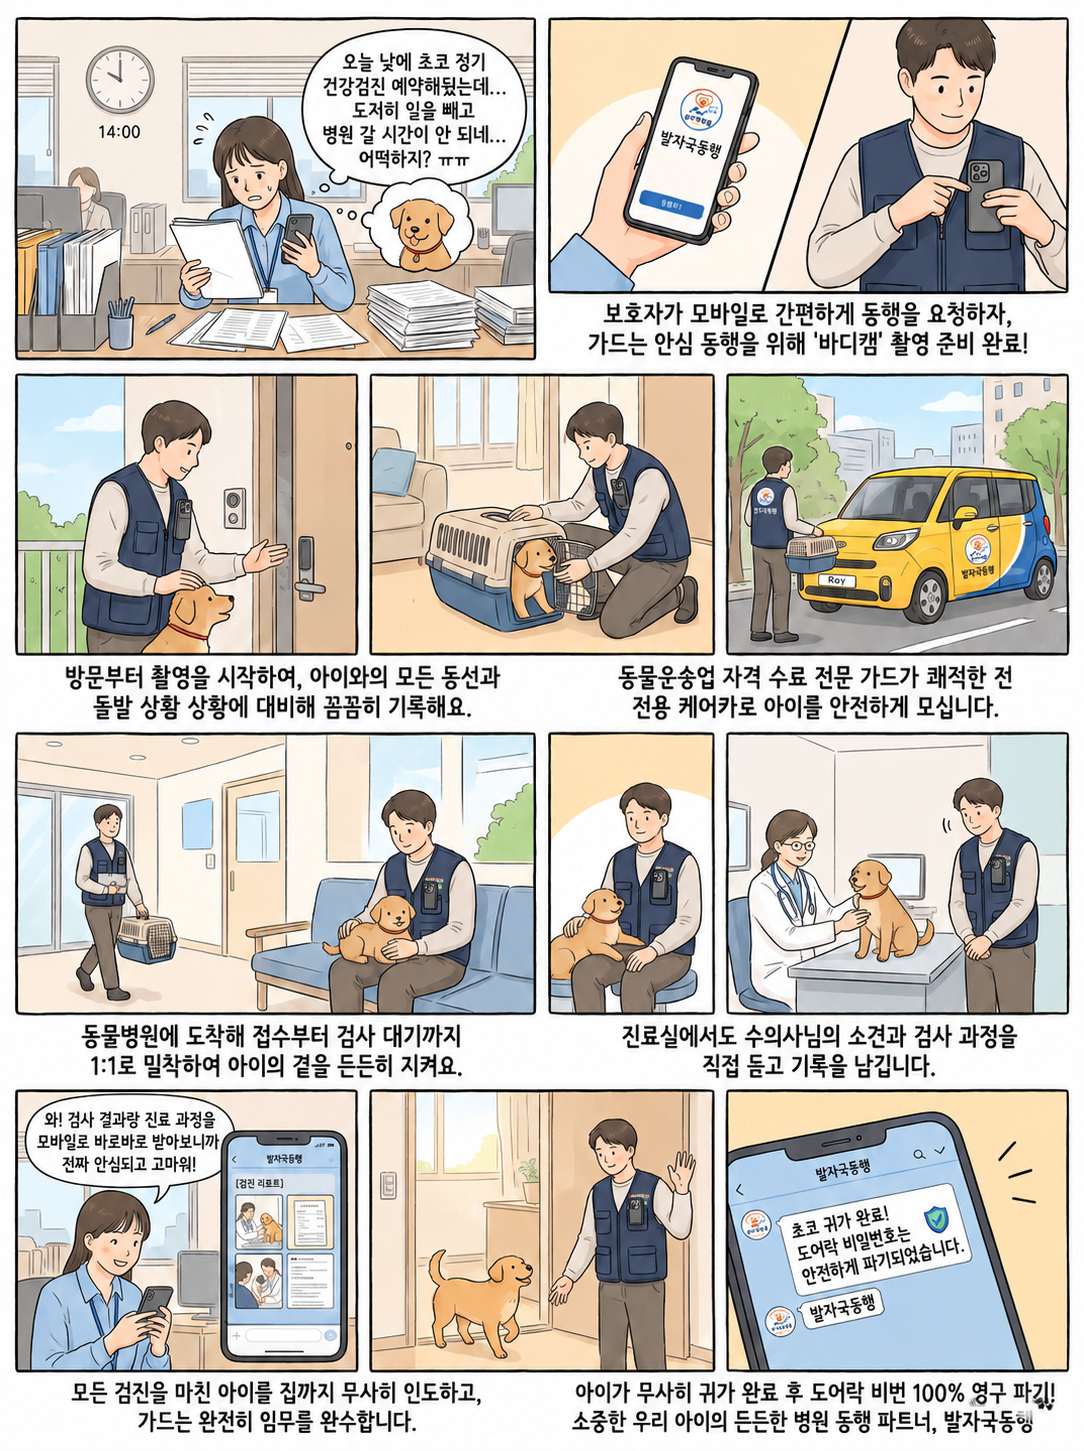 14:00
오늘 낮에 초코 정기
건강검진 예약해뒀는데...
도저히 일을 빼고
병원 갈 시간이 안 되네...
어떡하지? ㅠㅠ
발자국동행
보호자가 모바일로 간편하게 동행을 요청하자,
가드는 안심 동행을 위해 '바디캠' 촬영 준비 완료!
Ray
발자국동행
방문부터 촬영을 시작하여, 아이와의 모든 동선과
돌발 상황 상황에 대비해 꼼꼼히 기록해요.
동물운송업 자격 수료 전문 가드가 쾌적한 전
전용 케어카로 아이를 안전하게 모십니다.
동물병원에 도착해 접수부터 검사 대기까지
1:1로 밀착하여 아이의 곁을 든든히 지켜요.
진료실에서도 수의사님의 소견과 검사 과정을
직접 듣고 기록을 남깁니다.
와! 검사 결과랑 진료 과정을
모바일로 바로바로 받아보니까
진짜 안심되고 고마워!
발자국동행
[검진 리포트]
발자국동행
초코 귀가 완료!
도어락 비밀번호는
안전하게 파기되었습니다.
발자국동행
모든 검진을 마친 아이를 집까지 무사히 인도하고,
가드는 완전히 임무를 완수합니다.
아이가 무사히 귀가 완료 후 도어락 비번 100% 영구 파기!
소중한 우리 아이의 든든한 병원 동행 파트너, 발자국동행